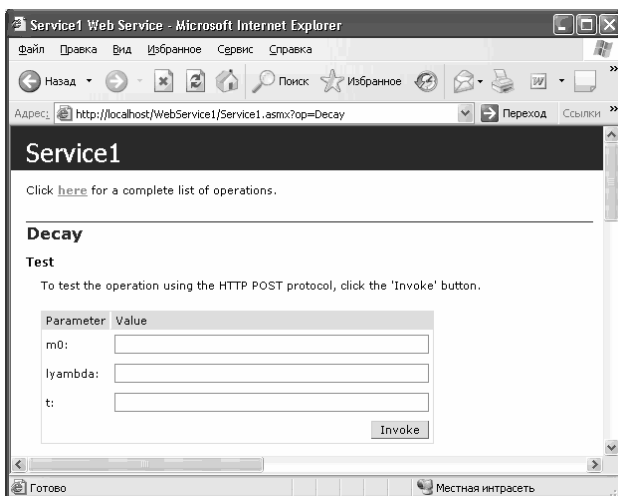 Service1 Web Service - Microsoft Internet Explorer
Файл Правка Вид Избранное Сервис Справка
Назад Поиск Избранное
Адрес: http://localhost/WebService1/Service1.asmx?op=Decay Переход Ссылки
Service1
Click here for a complete list of operations.
Decay
Test
To test the operation using the HTTP POST protocol, click the 'Invoke' button.
Parameter Value
m0:
lyambda:
t:
Invoke
Готово Местная интрасеть